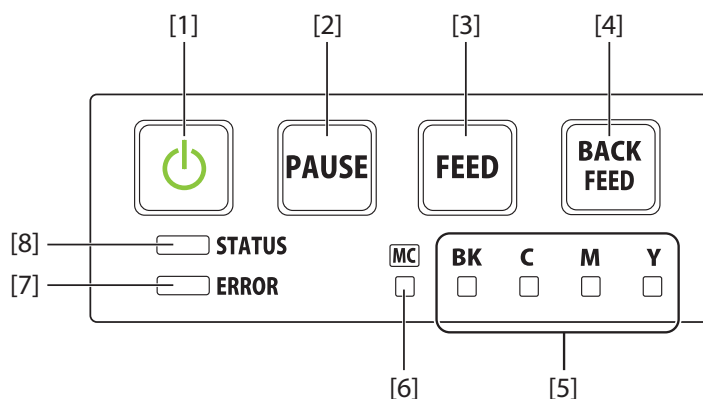 [1] [2] [3] [4]
PAUSE FEED BACK
FEED
[8] STATUS
MC BK C M Y
[7] ERROR
[6] [5]